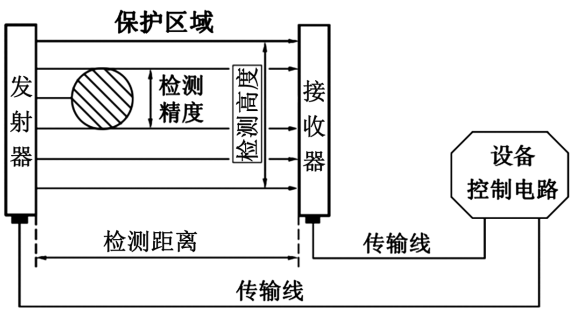 保护区域
发射器
检测
精度
检测高度
接收器
设备
控制电路
检测距离
传输线
传输线